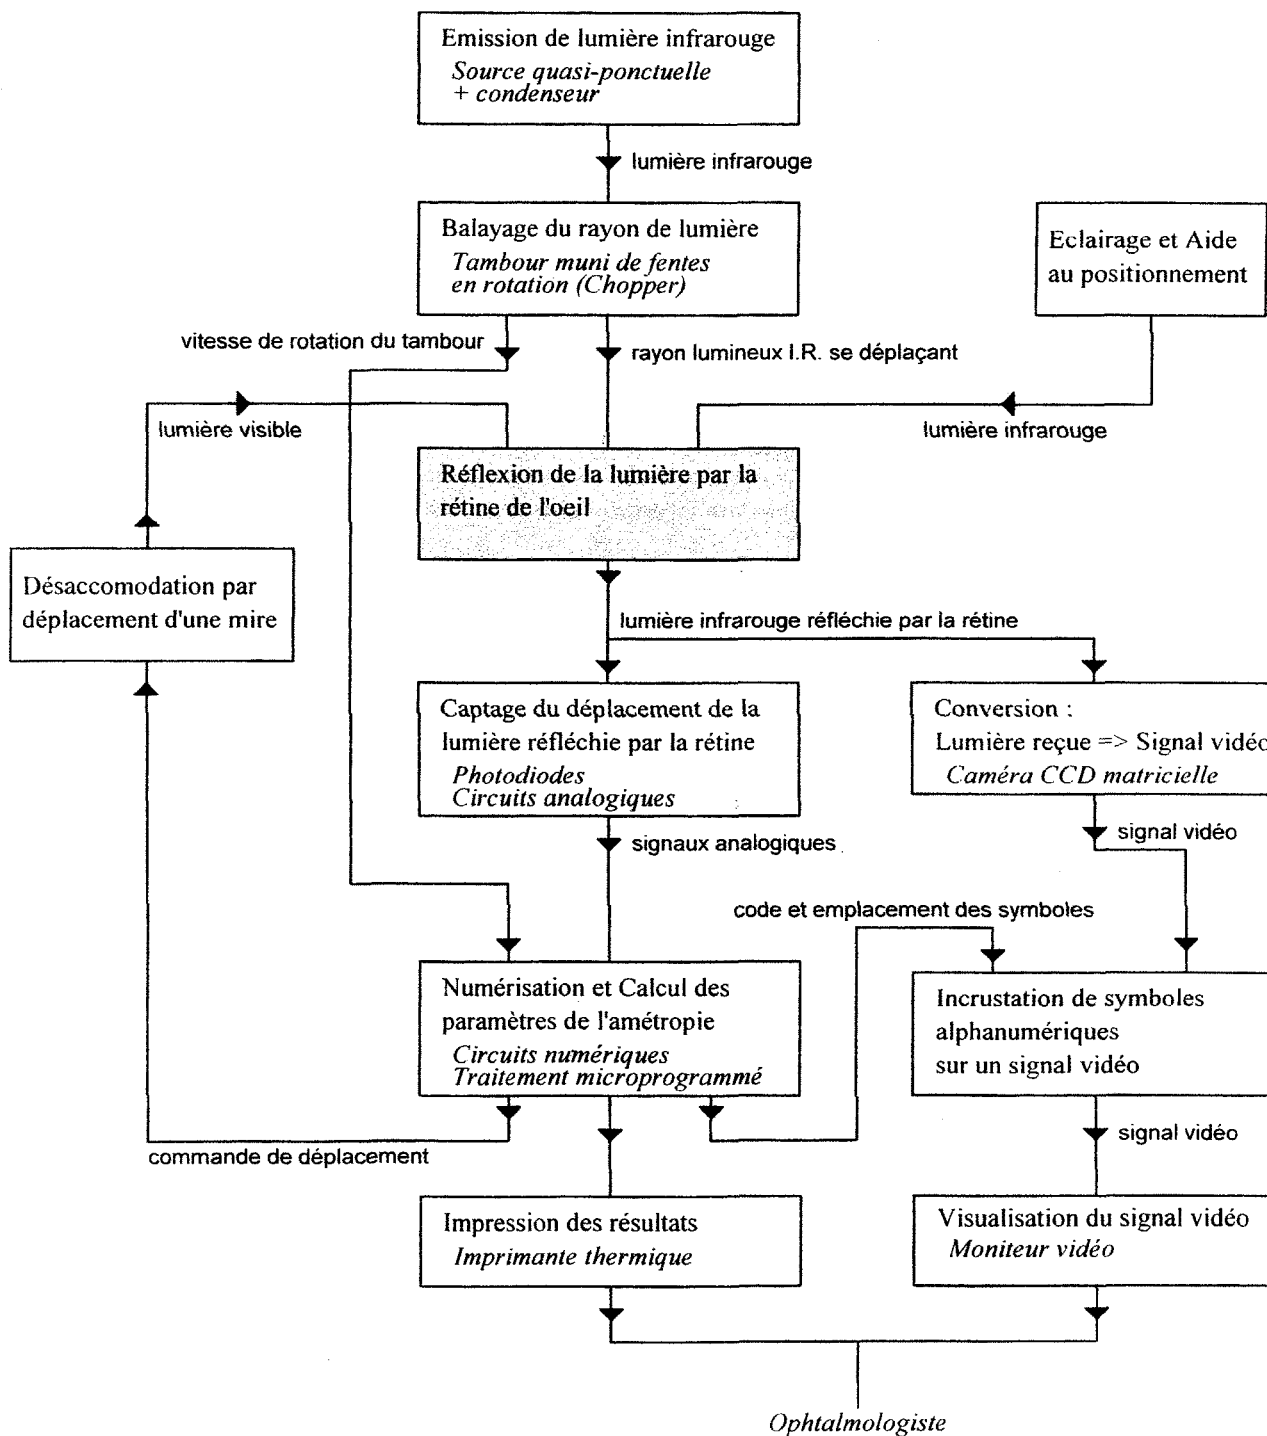 Emission de lumière infrarouge
Source quasi-ponctuelle
+ condenseur
lumière infrarouge
Balayage du rayon de lumière
Tambour muni de fentes
en rotation (Chopper)
Eclairage et Aide
au positionnement
vitesse de rotation du tambour
rayon lumineux I.R. se déplaçant
lumière visible
lumière infrarouge
Réflexion de la lumière par la
rétine de l'oeil
Désaccomodation par
déplacement d'une mire
lumière infrarouge réfléchie par la rétine
Captage du déplacement de la
lumière réfléchie par la rétine
Photodiodes
Circuits analogiques
Conversion :
Lumière reçue => Signal vidéo
Caméra CCD matricielle
signaux analogiques
signal vidéo
code et emplacement des symboles
Numérisation et Calcul des
paramètres de l'amétropie
Circuits numériques
Traitement microprogrammé
Incrustation de symboles
alphanumériques
sur un signal vidéo
commande de déplacement
signal vidéo
Impression des résultats
Imprimante thermique
Visualisation du signal vidéo
Moniteur vidéo
Ophtalmologiste